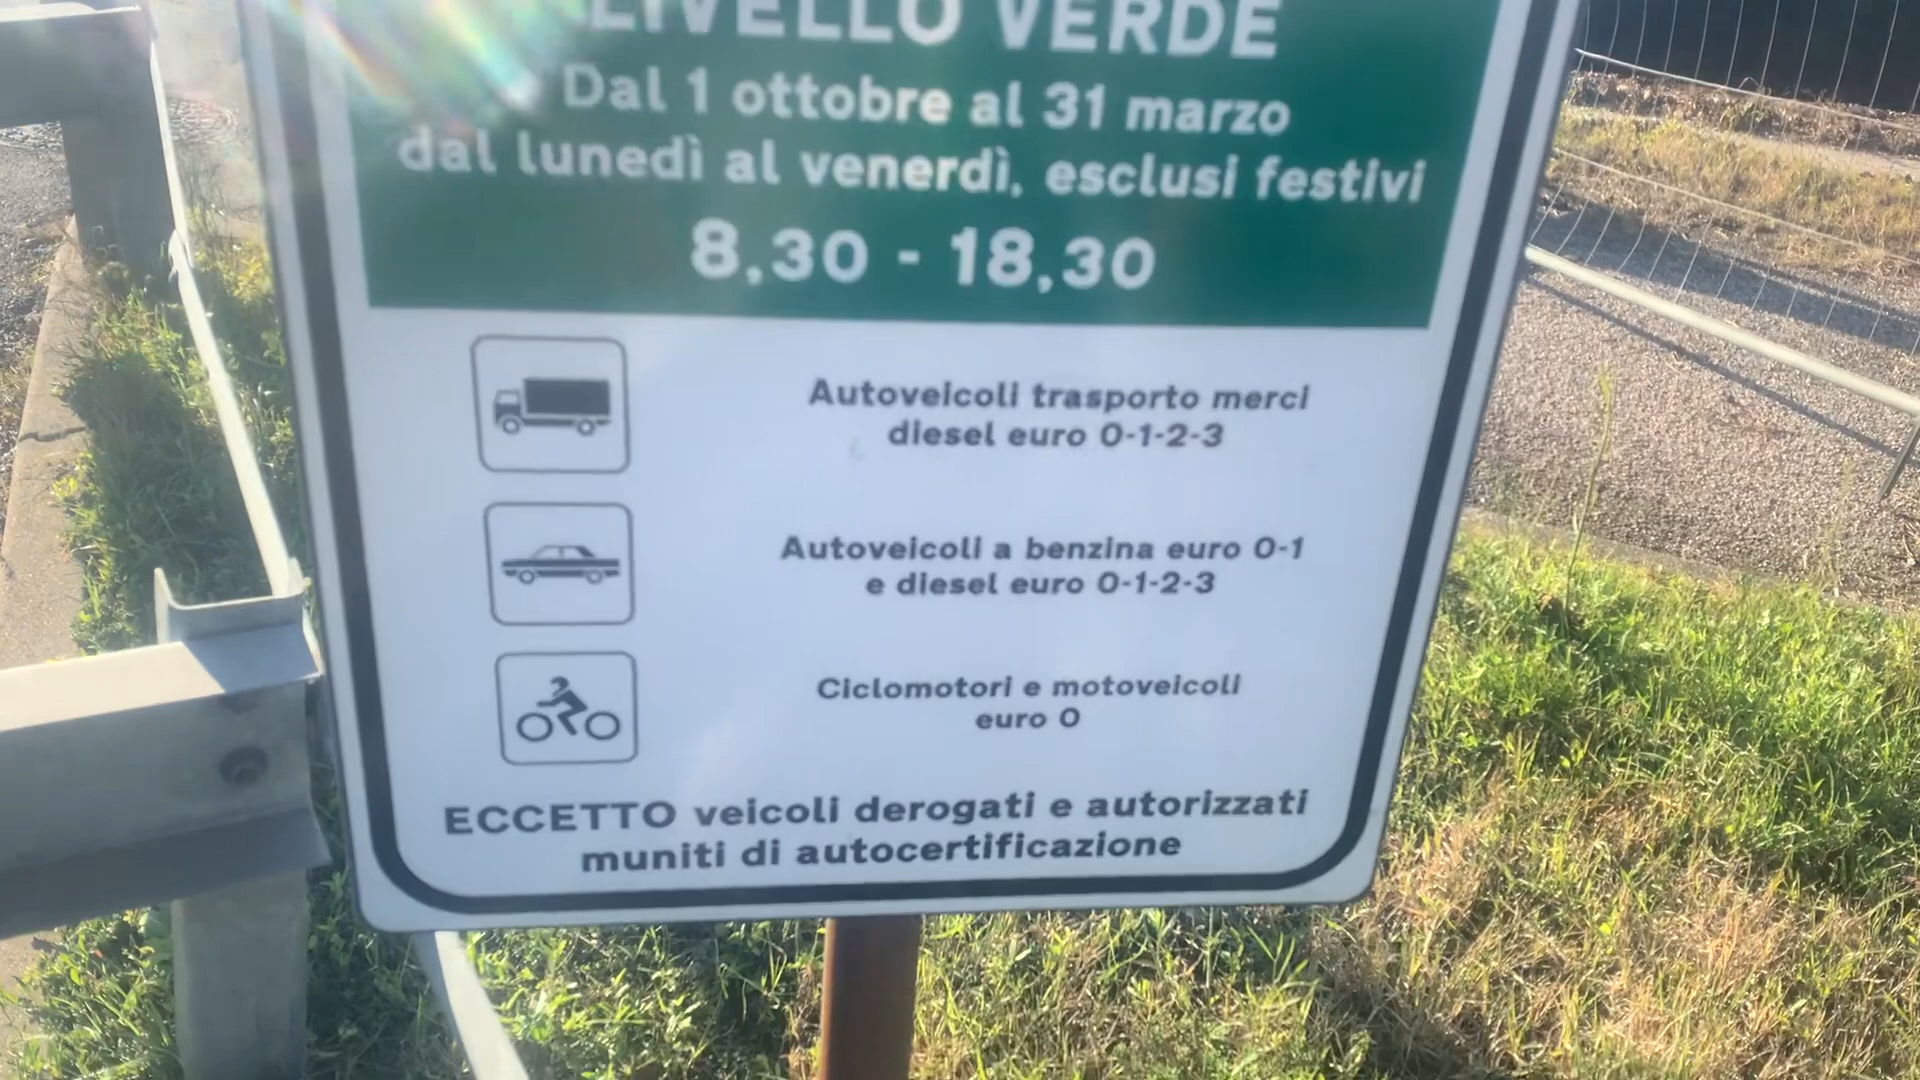 LIVELLO VERDE
Dal 1 ottobre al 31 marzo
dal lunedì al venerdì, esclusi festivi
8,30 - 18,30
Autoveicoli trasporto merci
diesel euro 0-1-2-3
Autoveicoli a benzina euro 0-1
e diesel euro 0-1-2-3
Ciclomotori e motoveicoli
euro 0
ECCETTO veicoli derogati e autorizzati
muniti di autocertificazione